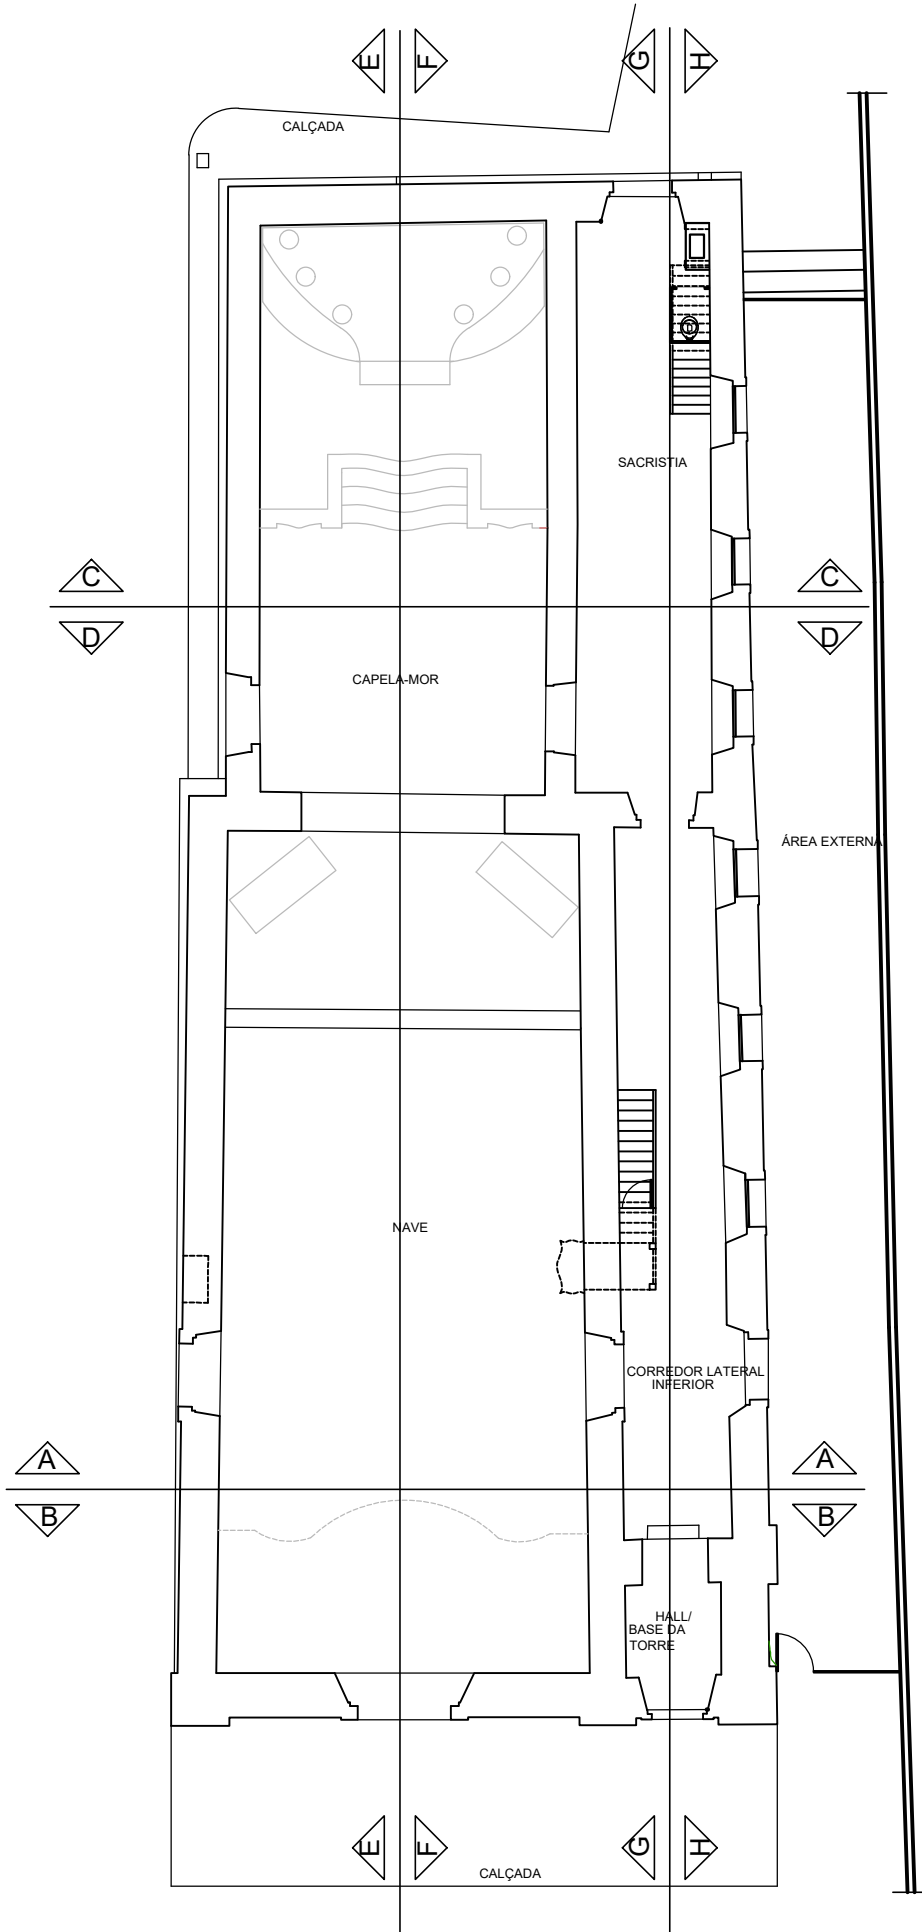 E F G H
CALÇADA
D
SACRISTIA
C C
D D
CAPELA-MOR
ÁREA EXTERNA
NAVE
CORREDOR LATERAL
INFERIOR
A A
B B
HALL/
BASE DA
TORRE
E F G H
CALÇADA